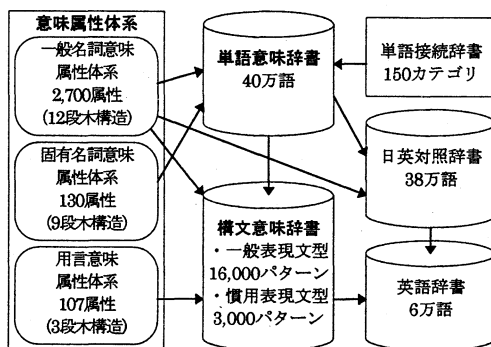 意味属性体系
一般名詞意味
属性体系
2,700属性
(12段木構造)
固有名詞意味
属性体系
130属性
(9段木構造)
用言意味
属性体系
107属性
(3段木構造)
単語意味辞書
40万語
構文意味辞書
・一般表現文型
16,000パターン
・慣用表現文型
3,000パターン
単語接続辞書
150カテゴリ
日英対照辞書
38万語
英語辞書
6万語